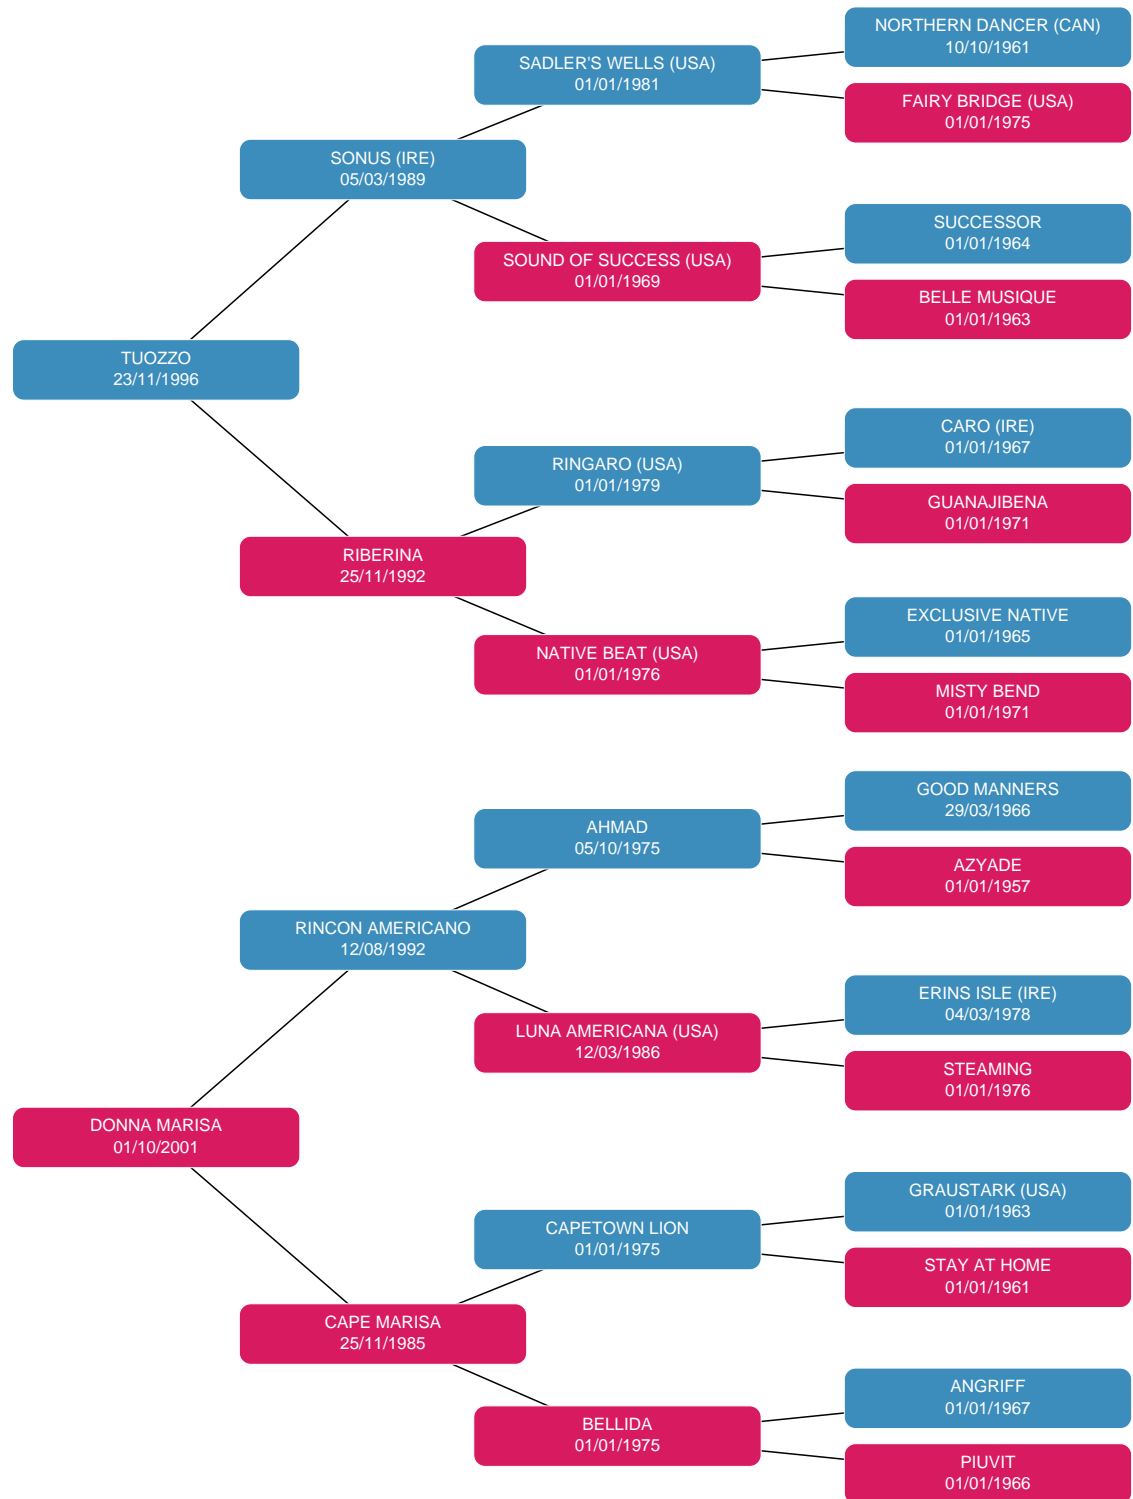 NORTHERN DANCER (CAN)
10/10/1961
SADLER'S WELLS (USA)
01/01/1981
FAIRY BRIDGE (USA)
01/01/1975
SONUS (IRE)
05/03/1989
SUCCESSOR
01/01/1964
SOUND OF SUCCESS (USA)
01/01/1969
BELLE MUSIQUE
01/01/1963
TUOZZO
23/11/1996
CARO (IRE)
01/01/1967
RINGARO (USA)
01/01/1979
GUANAJIBENA
01/01/1971
RIBERINA
25/11/1992
EXCLUSIVE NATIVE
01/01/1965
NATIVE BEAT (USA)
01/01/1976
MISTY BEND
01/01/1971
GOOD MANNERS
29/03/1966
AHMAD
05/10/1975
AZYADE
01/01/1957
RINCON AMERICANO
12/08/1992
ERINS ISLE (IRE)
04/03/1978
LUNA AMERICANA (USA)
12/03/1986
STEAMING
01/01/1976
DONNA MARISA
01/10/2001
GRAUSTARK (USA)
01/01/1963
CAPETOWN LION
01/01/1975
STAY AT HOME
01/01/1961
CAPE MARISA
25/11/1985
ANGRIFF
01/01/1967
BELLIDA
01/01/1975
PIUVIT
01/01/1966